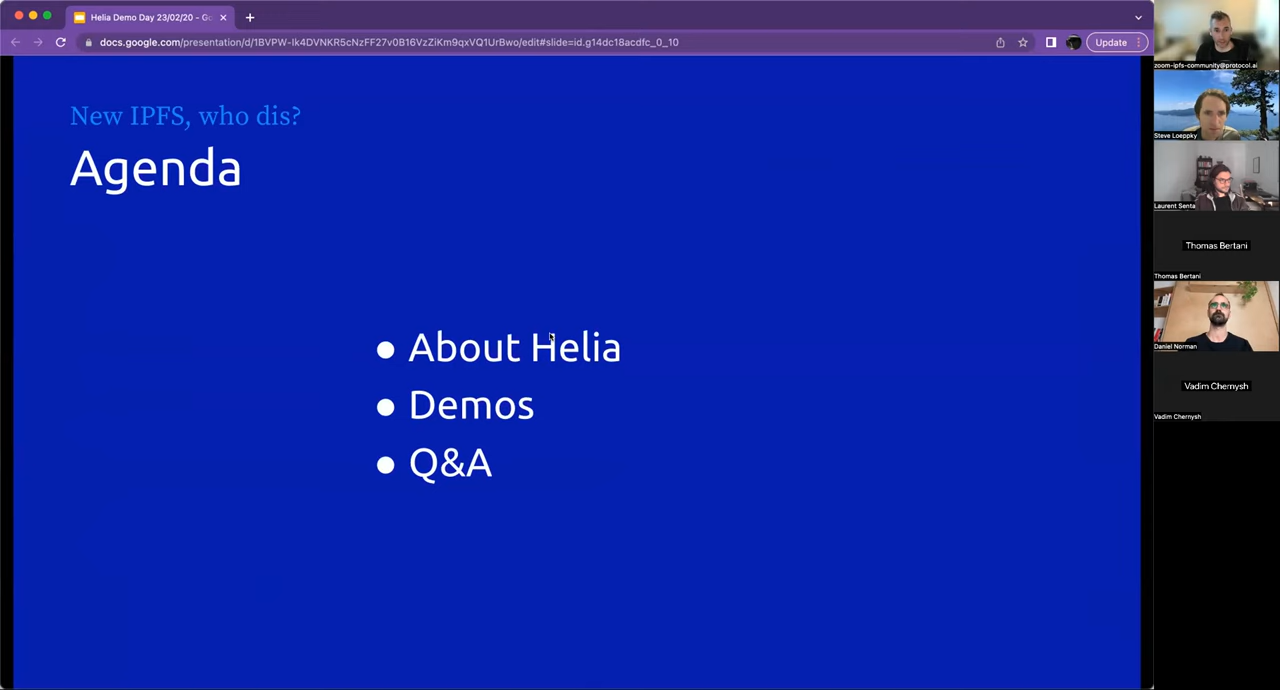 Helia Demo Day 23/02/20 - Go
docs.google.com/presentation/d/1BVPW-Ik4DVNKR5cNzFF27v0B16VzZiKm9qxVQ1UrBwo/edit#slide=id.g14dc18acdfc_0_10
Update
New IPFS, who dis?
Agenda
● About Helia
● Demos
● Q&A
zoom-ipfs-community@protocol.ai
Steve Loeppky
Laurent Senta
Thomas Bertani
Thomas Bertani
Daniel Norman
Vadim Chernysh
Vadim Chernysh